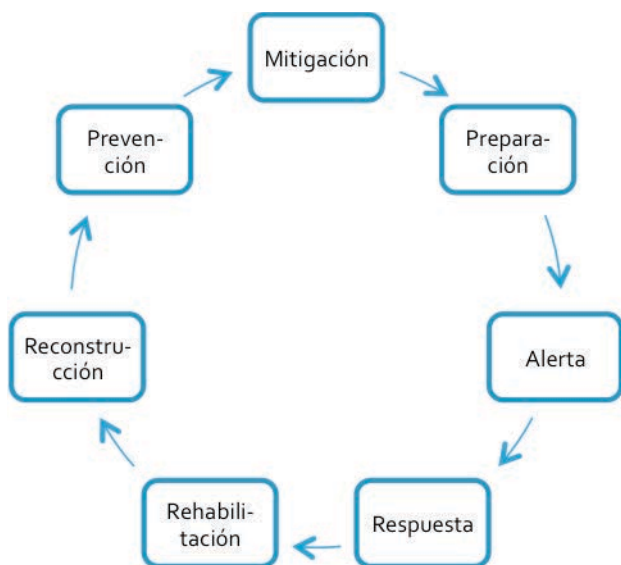 Mitigación
Preven-
ción
Prepara-
ción
Reconstru-
cción
Alerta
Rehabili-
tación
Respuesta